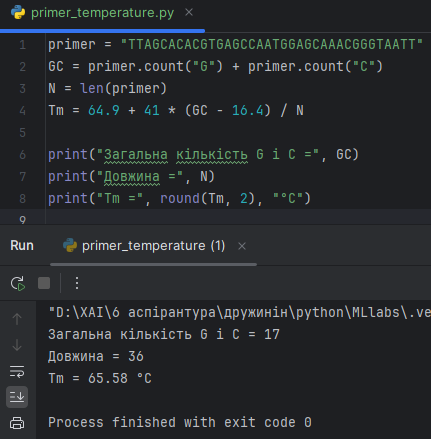 primer_temperature.py ×
1 primer = "TTAGCACACGTGAGCCAATGGAGCAAACGGGTAATT"
2 GC = primer.count("G") + primer.count("C")
3 N = len(primer)
4 Tm = 64.9 + 41 * (GC - 16.4) / N
5
6 print("Загальна кількість G і C =", GC)
7 print("Довжина =", N)
8 print("Tm =", round(Tm, 2), "°C")
9
Run primer_temperature (1) ×
"D:\XAI\6 аспірантура\дружинін\python\MLlabs\.ve
Загальна кількість G і C = 17
Довжина = 36
Tm = 65.58 °C
Process finished with exit code 0